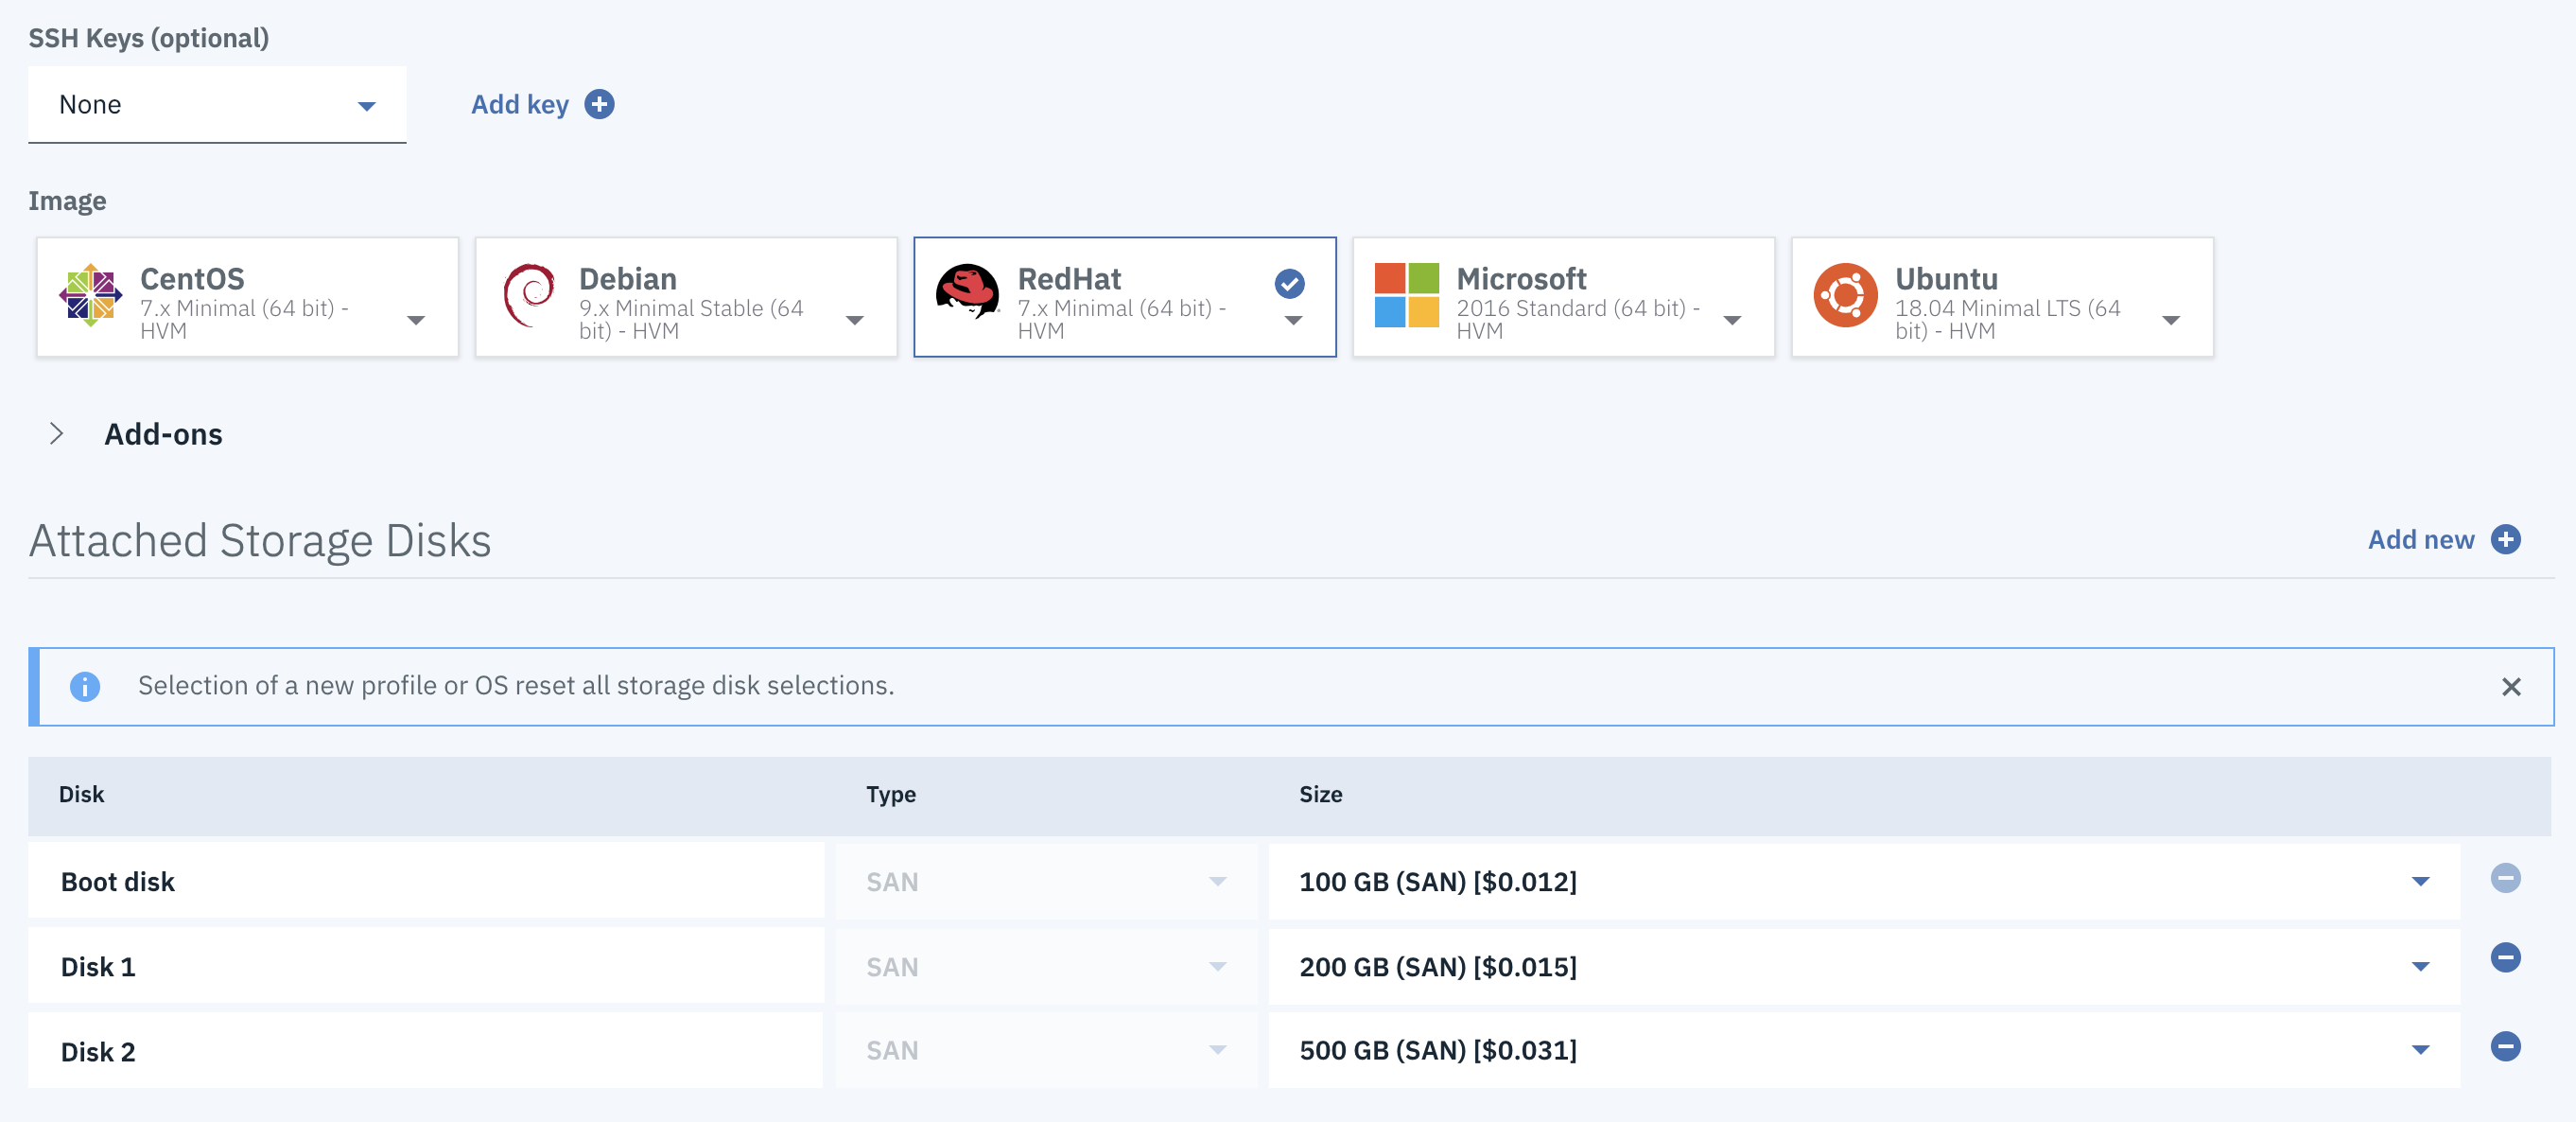 SSH Keys (optional)
None
Add key
Image
CentOS
7.x Minimal (64 bit) -
HVM
Debian
9.x Minimal Stable (64
bit) - HVM
RedHat
7.x Minimal (64 bit) -
HVM
Microsoft
2016 Standard (64 bit) -
HVM
Ubuntu
18.04 Minimal LTS (64
bit) - HVM
Add-ons
Attached Storage Disks
Add new
Selection of a new profile or OS reset all storage disk selections.
Disk Type Size
Boot disk SAN 100 GB (SAN) [$0.012]
Disk 1 SAN 200 GB (SAN) [$0.015]
Disk 2 SAN 500 GB (SAN) [$0.031]